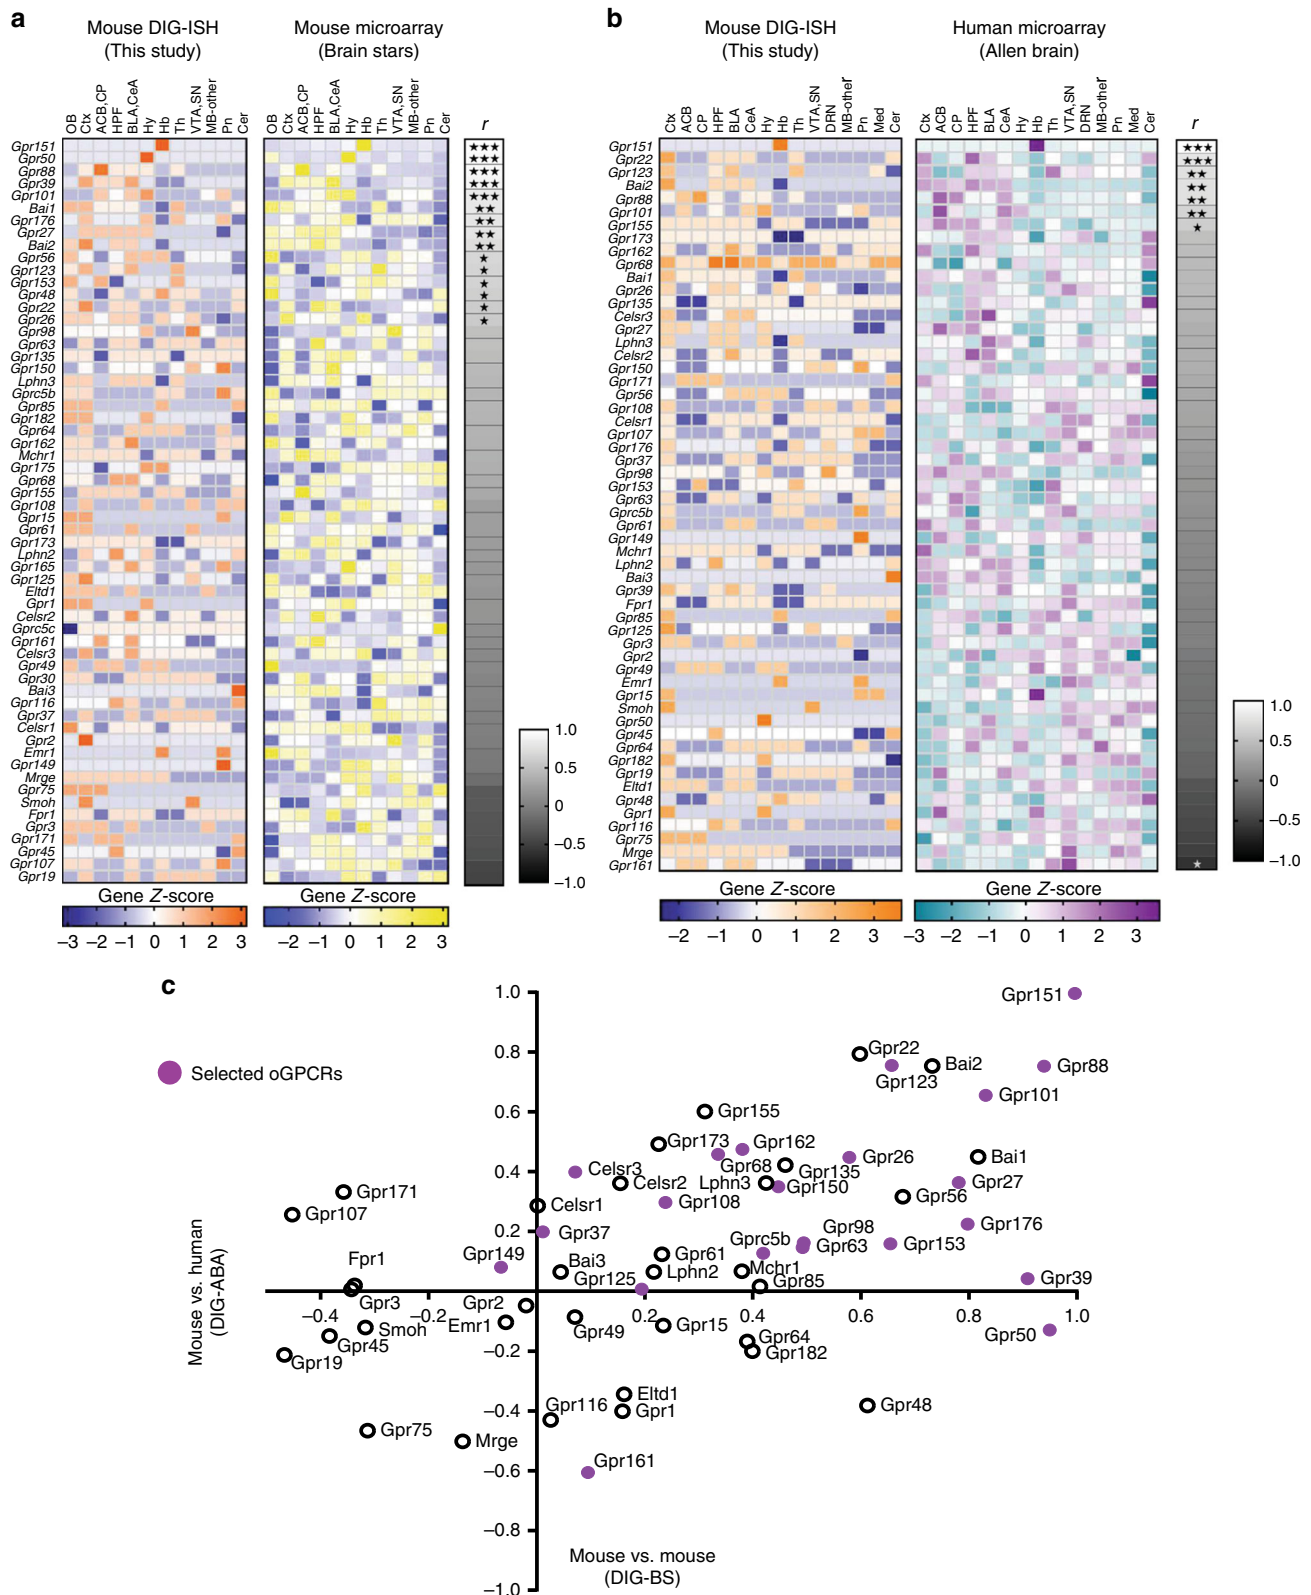 a
Mouse DIG-ISH
(This study)
Mouse microarray
(Brain stars)
OB
Ctx
ACB,CP
HPF
BLA,CeA
Hy
Hb
Th
VTA,SN
MB-other
Pn
Cer
OB
Ctx
ACB,CP
HPF
BLA,CeA
Hy
Hb
Th
VTA,SN
MB-other
Pn
Cer
r
Gpr151 ★★★
Gpr50 ★★★
Gpr88 ★★★
Gpr39 ★★★
Gpr101 ★★★
Bai1 ★★
Gpr176 ★★
Gpr27 ★★
Bai2 ★★
Gpr56 ★
Gpr123 ★
Gpr153 ★
Gpr48 ★
Gpr22 ★
Gpr26 ★
Gpr98
Gpr63
Gpr135
Gpr150
Lphn3
Gprc5b
Gpr85
Gpr182
Gpr64
Gpr162
Mchr1
Gpr175
Gpr68
Gpr155
Gpr108
Gpr15
Gpr61
Gpr173
Lphn2
Gpr165
Gpr125
Eltd1
Gpr1
Celsr2
Gprc5c
Gpr161
Celsr3
Gpr49
Gpr30
Bai3
Gpr116
Gpr37
Celsr1
Gpr2
Emr1
Gpr149
Mrge
Gpr75
Smoh
Fpr1
Gpr3
Gpr171
Gpr45
Gpr107
Gpr19
1.0
0.5
0
−0.5
−1.0
Gene Z-score
−3 −2 −1 0 1 2 3
−2 −1 0 1 2 3
b
Mouse DIG-ISH
(This study)
Human microarray
(Allen brain)
Ctx
ACB
CP
HPF
BLA
CeA
Hy
Hb
Th
VTA,SN
DRN
MB-other
Pn
Med
Cer
Ctx
ACB
CP
HPF
BLA
CeA
Hy
Hb
Th
VTA,SN
DRN
MB-other
Pn
Med
Cer
r
Gpr151 ★★★
Gpr22 ★★★
Gpr123 ★★
Bai2 ★★
Gpr88 ★★
Gpr101 ★★
Gpr155 ★
Gpr173
Gpr162
Gpr68
Bai1
Gpr26
Gpr135
Celsr3
Gpr27
Lphn3
Celsr2
Gpr150
Gpr171
Gpr56
Gpr108
Celsr1
Gpr107
Gpr176
Gpr37
Gpr98
Gpr153
Gpr63
Gprc5b
Gpr61
Gpr149
Mchr1
Lphn2
Bai3
Gpr39
Fpr1
Gpr85
Gpr125
Gpr3
Gpr2
Gpr49
Emr1
Gpr15
Smoh
Gpr50
Gpr45
Gpr64
Gpr182
Gpr19
Eltd1
Gpr48
Gpr1
Gpr116
Gpr75
Mrge
Gpr161 ★
1.0
0.5
0
−0.5
−1.0
Gene Z-score
−2 −1 0 1 2 3
Gene Z-score
−3 −2 −1 0 1 2 3
c
Selected oGPCRs
1.0
0.8
0.6
0.4
0.2
−0.2
−0.4
−0.6
−0.8
−1.0
−0.4
−0.2
0.2
0.4
0.6
0.8
1.0
Mouse vs. human
(DIG-ABA)
Mouse vs. mouse
(DIG-BS)
Gpr151
Gpr22
Gpr123
Bai2
Gpr88
Gpr101
Gpr155
Gpr173
Gpr162
Gpr68
Gpr135
Gpr26
Bai1
Celsr3
Celsr2
Lphn3
Gpr150
Gpr27
Gpr171
Gpr107
Celsr1
Gpr108
Gpr56
Gpr37
Gpr98
Gpr176
Gprc5b
Gpr63
Gpr153
Fpr1
Gpr149
Bai3
Gpr61
Gpr125
Lphn2
Mchr1
Gpr85
Gpr39
Gpr3
Gpr2
Smoh
Emr1
Gpr49
Gpr15
Gpr50
Gpr45
Gpr19
Gpr64
Gpr182
Eltd1
Gpr116
Gpr1
Gpr48
Gpr75
Mrge
Gpr161